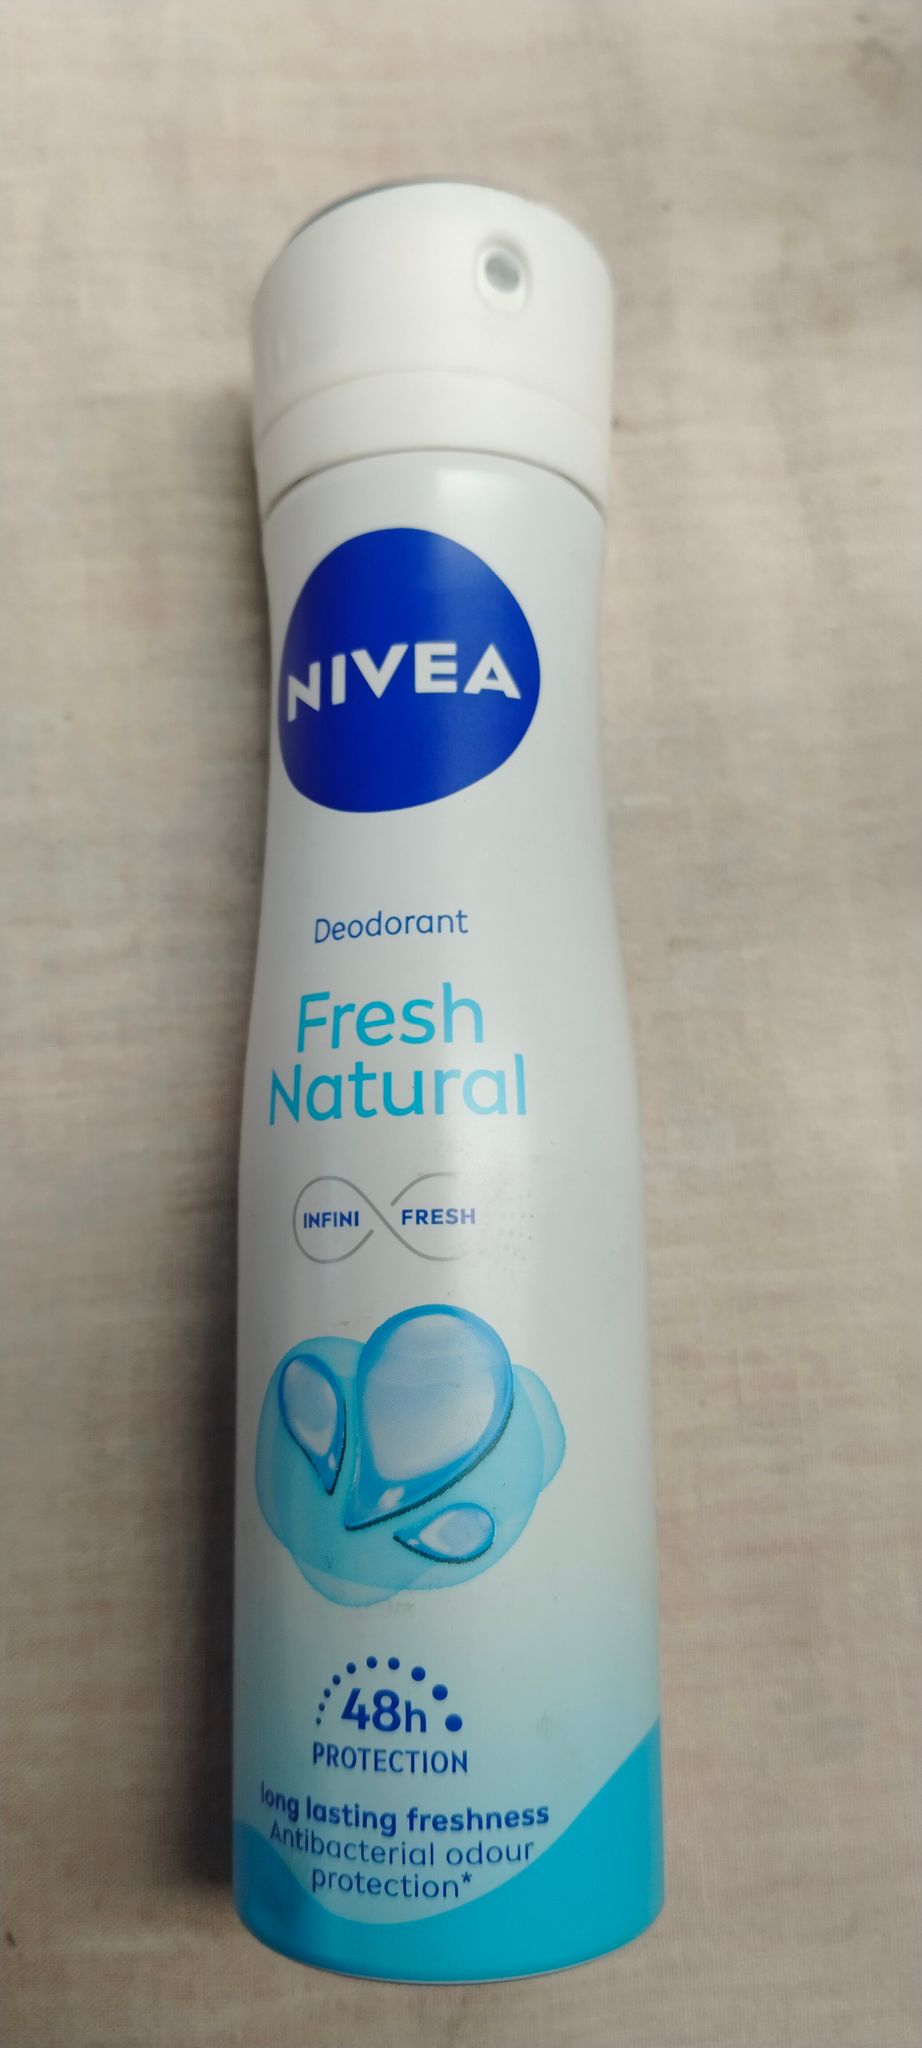 NIVEA
Deodorant
Fresh
Natural
INFINI FRESH
48h
PROTECTION
long lasting freshness
Antibacterial odour
protection*